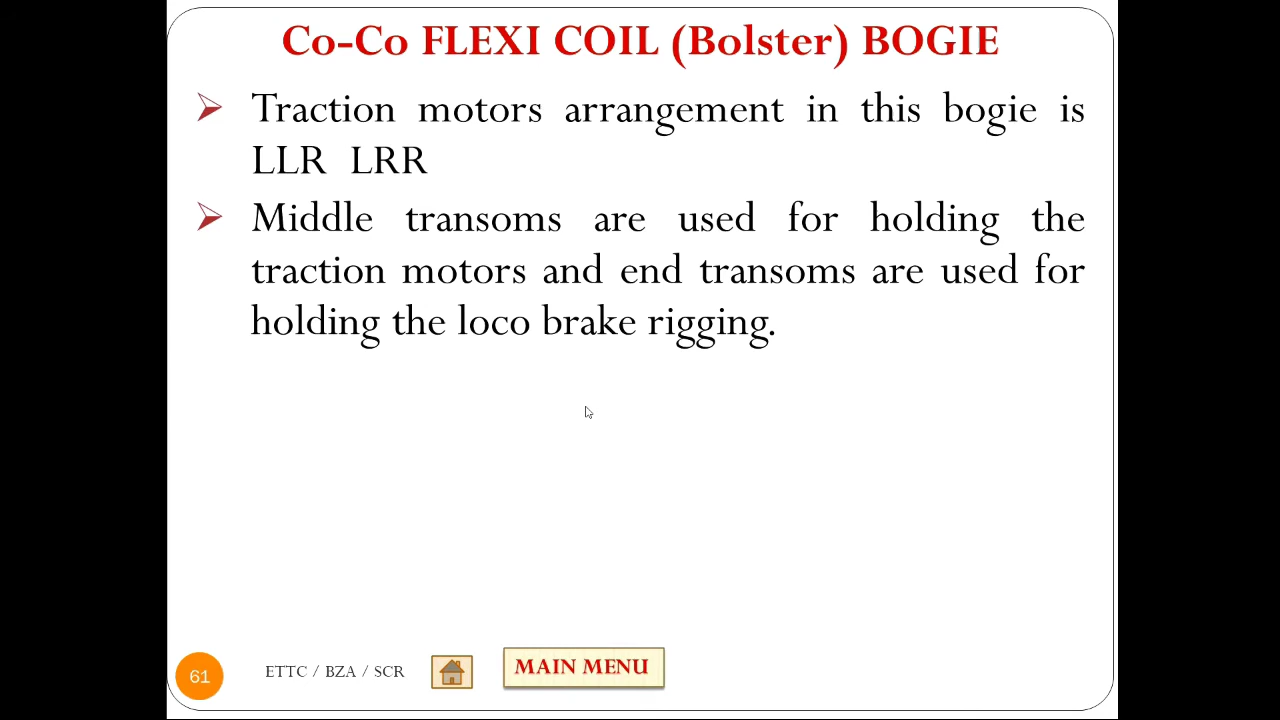 Co-Co FLEXI COIL (Bolster) BOGIE
Traction motors arrangement in this bogie is
LLR LRR
Middle transoms are used for holding the
traction motors and end transoms are used for
holding the loco brake rigging.
61
ETTC / BZA / SCR
MAIN MENU